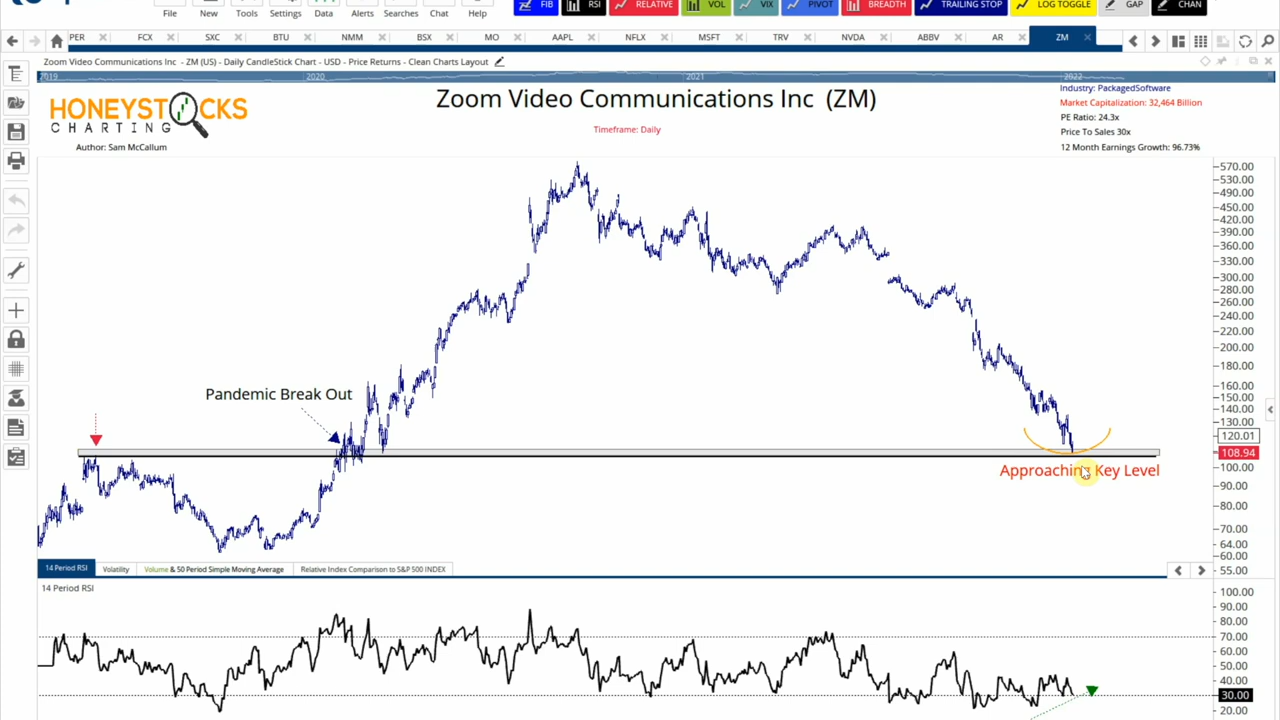 File New Tools Settings Data Alerts Searches Chat Help FIB RSI RELATIVE VOL VIX PIVOT BREADTH TRAILING STOP LOG TOGGLE GAP CHAN
PER FCX SXC BTU NMM BSX MO AAPL NFLX MSFT TRV NVDA ABBV AR ZM
Zoom Video Communications Inc - ZM (US) - Daily CandleStick Chart - USD - Price Returns - Clean Charts Layout
2019 2020 2021 2022
HONEYSTOCKS
CHARTING
Author: Sam McCallum
Zoom Video Communications Inc (ZM)
Timeframe: Daily
Industry: PackagedSoftware
Market Capitalization: 32,464 Billion
PE Ratio: 24.3x
Price To Sales 30x
12 Month Earnings Growth: 96.73%
570.00
530.00
490.00
450.00
420.00
390.00
360.00
330.00
300.00
280.00
260.00
240.00
220.00
200.00
180.00
160.00
150.00
140.00
130.00
120.01
108.94
100.00
90.00
80.00
70.00
64.00
60.00
55.00
Pandemic Break Out
Approaching Key Level
14 Period RSI Volatility Volume & 50 Period Simple Moving Average Relative Index Comparison to S&P 500 INDEX
14 Period RSI
100.00
90.00
80.00
70.00
60.00
50.00
40.00
30.00
20.00